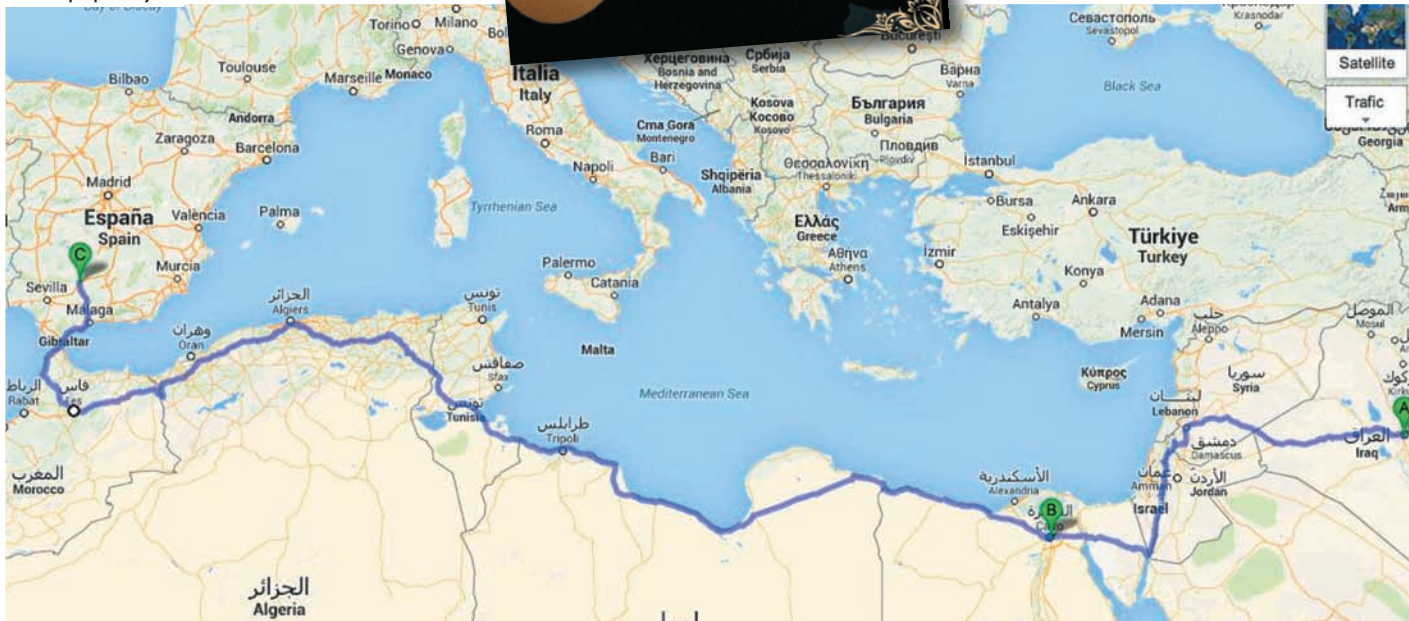 Torino
Milano
Genova
Bilbao
Toulouse
Marseille
Monaco
Andorra
Zaragoza
Barcelona
Madrid
España
Spain
València
Palma
Murcia
Sevilla
Málaga
Gibraltar
C
Italia
Italy
Roma
Napoli
Bari
Tyrrhenian Sea
Palermo
Catania
Malta
Mediterranean Sea
Херцеговина
Bosnia and
Herzegovina
Србија
Serbia
Crna Gora
Montenegro
Kosova
Косово
Kosovo
Shqipëria
Albania
București
България
Bulgaria
Варна
Varna
Пловдив
Plovdiv
Θεσσαλονίκη
Thessaloniki
Ελλάς
Greece
Αθήνα
Athens
Севастополь
Sevastopol
Krasnodar
Black Sea
Satellite
Trafic
Georgia
İstanbul
Bursa
Ankara
Eskişehir
Türkiye
Turkey
İzmir
Konya
Antalya
Adana
Mersin
Κύπρος
Cyprus
حلب
Aleppo
الموصل
Mosul
سوريا
Syria
لبنان
Lebanon
دمشق
Damascus
العراق
Iraq
A
عمان
Amman
الأردن
Jordan
Israel
الأسكندرية
Alexandria
B
Cairo
طرابلس
Tripoli
تونس
Tunis
صفاقس
Sfax
تونس
Tunisia
الجزائر
Algiers
وهران
Oran
فاس
Fes
الرباط
Rabat
المغرب
Morocco
الجزائر
Algeria